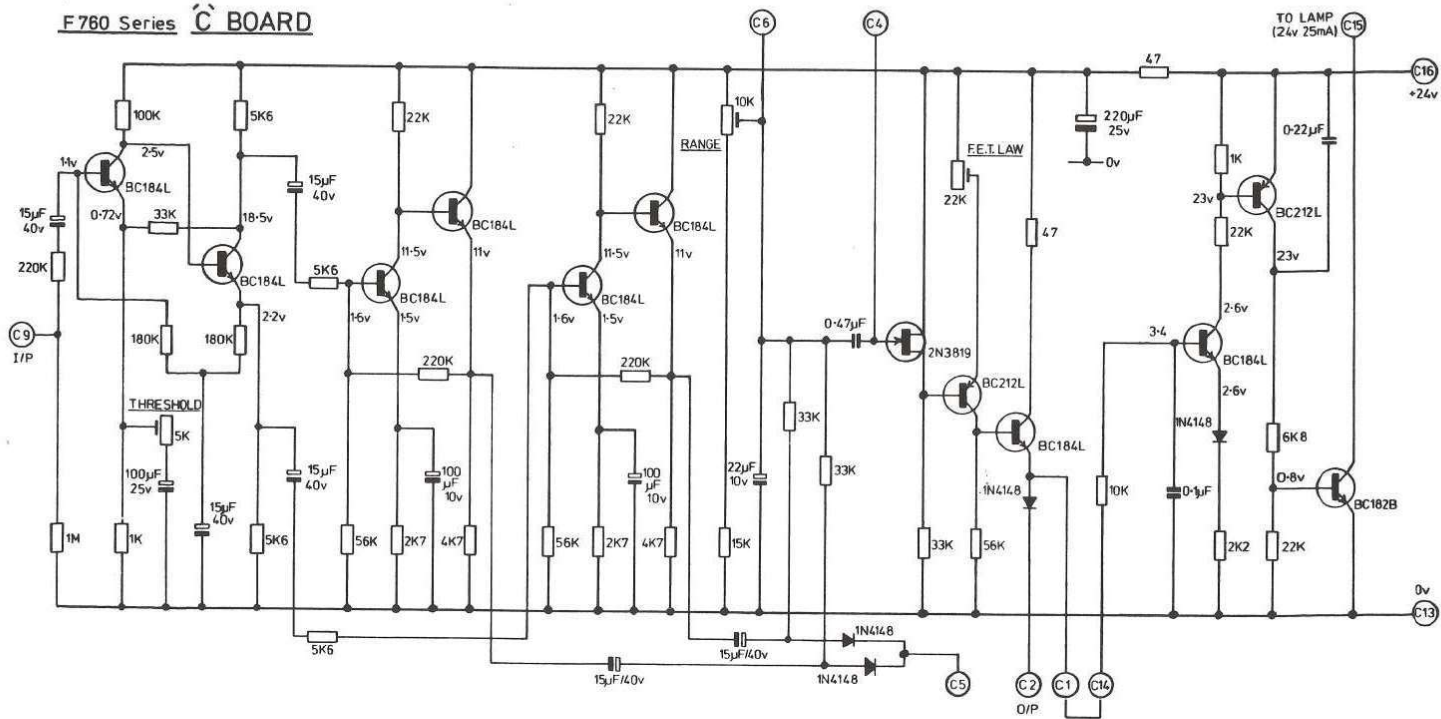 F760 Series 'C' BOARD
C6
C4
TO LAMP
(24v 25mA)
C15
47
C16
+24v
100K
5K6
22K
22K
10K
RANGE
220µF
25v
0v
0·22µF
F.E.T. LAW
22K
1K
1·1v
2·5v
BC184L
15µF
40v
15µF
40v
0·72v
33K
18·5v
BC184L
11v
BC184L
11v
47
23v
BC212L
22K
23v
220K
BC184L
2·2v
5K6
11·5v
BC184L
1·6v
1·5v
11·5v
BC184L
1·6v
1·5v
C9
I/P
180K
180K
220K
220K
0·47µF
2N3819
3·4
2·6v
BC184L
2·6v
THRESHOLD
5K
100µF
25v
BC212L
BC184L
33K
33K
1N4148
6K8
0·8v
BC182B
15µF
40v
15µF
40v
100
µF
10v
100
µF
10v
22µF
10v
1N4148
10K
0·1µF
1M
1K
5K6
56K
2K7
4K7
56K
2K7
4K7
15K
33K
56K
2K2
22K
0v
C13
5K6
15µF/40v
1N4148
15µF/40v
1N4148
C5
C2
O/P
C1
C14